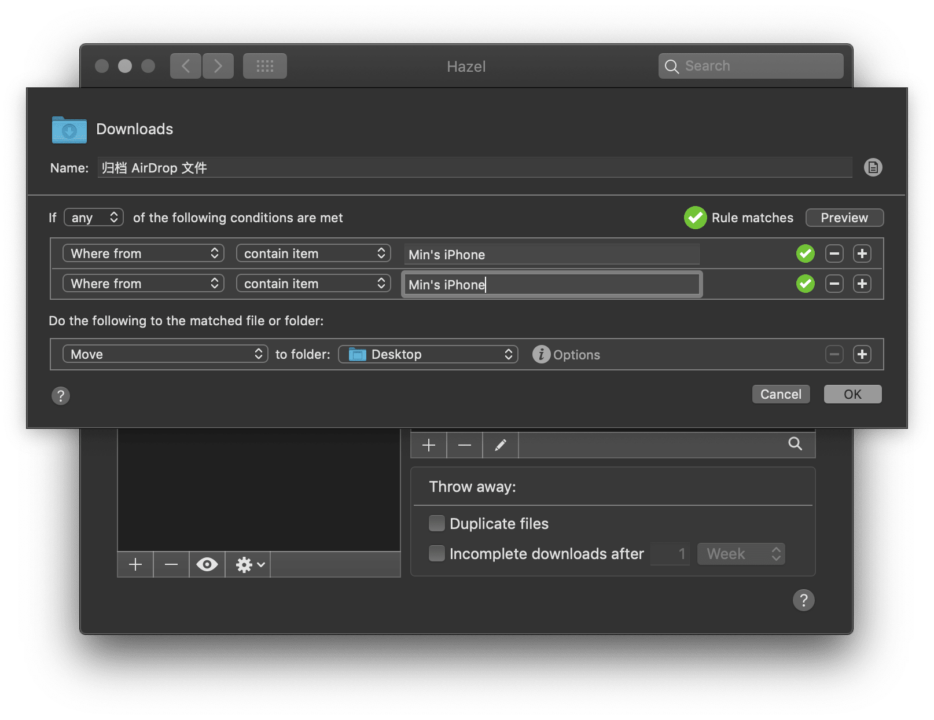 Hazel
Search
Downloads
Name: 归档 AirDrop 文件
If any of the following conditions are met Rule matches Preview
Where from contain item Min's iPhone
Where from contain item Min's iPhone
Do the following to the matched file or folder:
Move to folder: Desktop Options
? Cancel OK
Throw away:
Duplicate files
Incomplete downloads after 1 Week
?